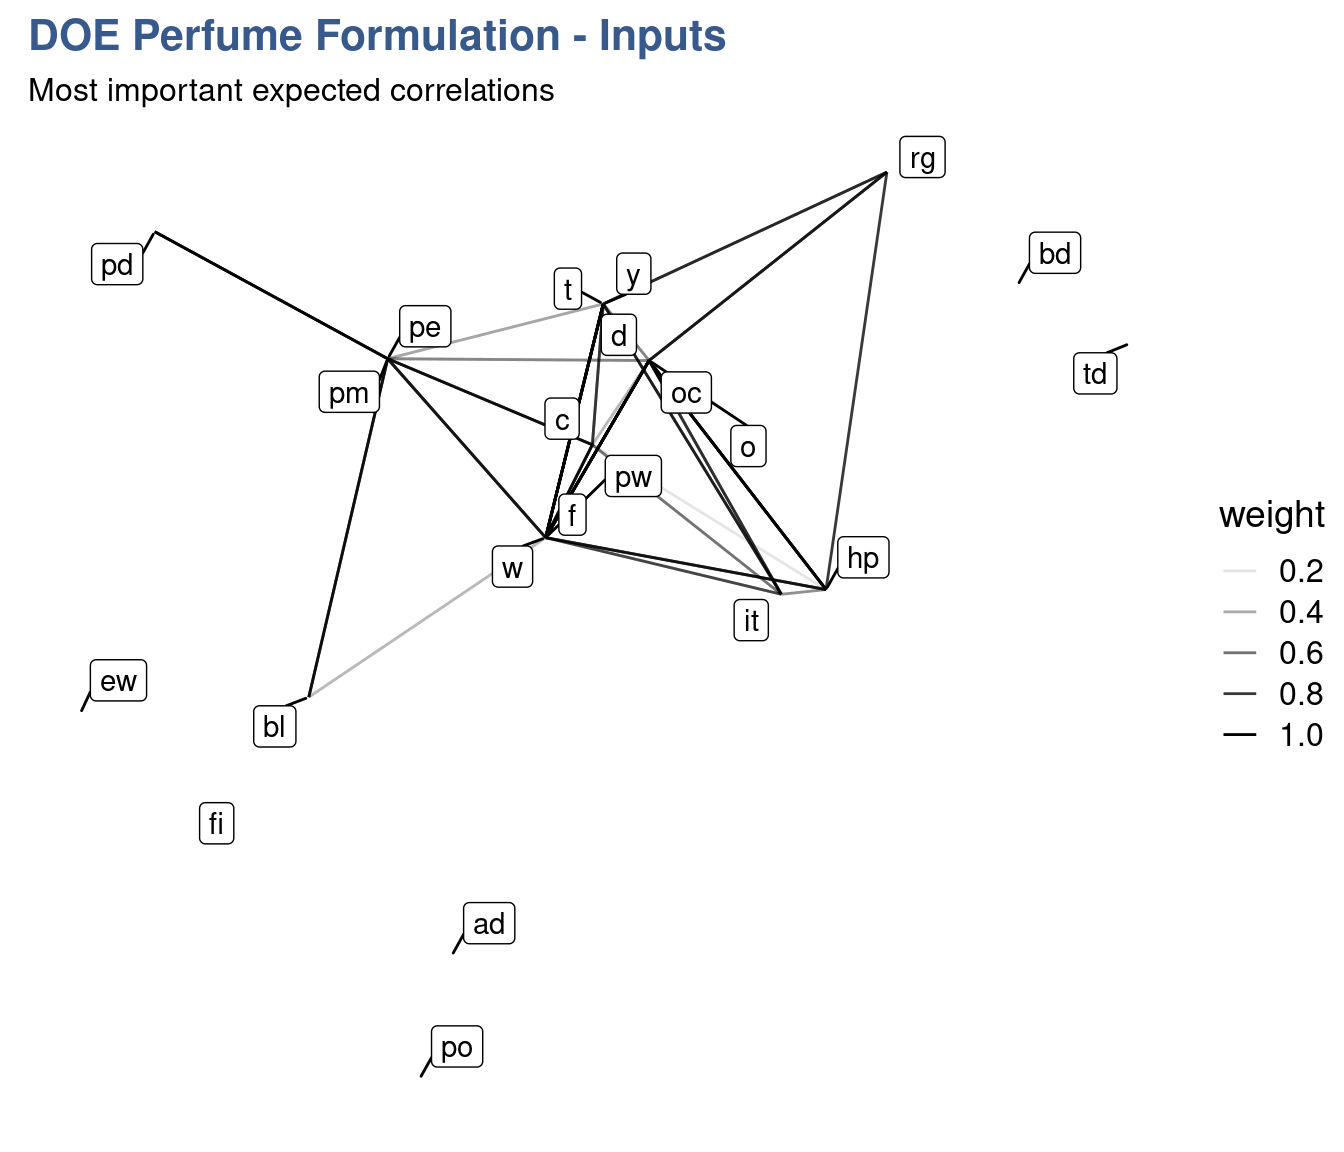 DOE Perfume Formulation - Inputs
Most important expected correlations
rg
bd
pd
y
t
pe
d
td
pm
oc
c
o
pw
f
weight
hp
w
0.2
0.4
it
0.6
ew
0.8
bl
1.0
fi
ad
po